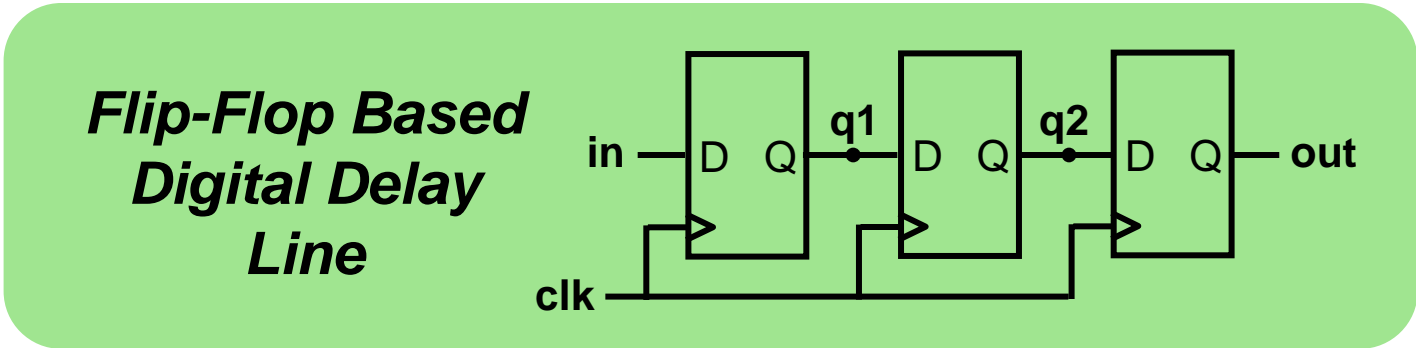 Flip-Flop Based
Digital Delay
Line
in
D Q
q1
D Q
q2
D Q
out
clk